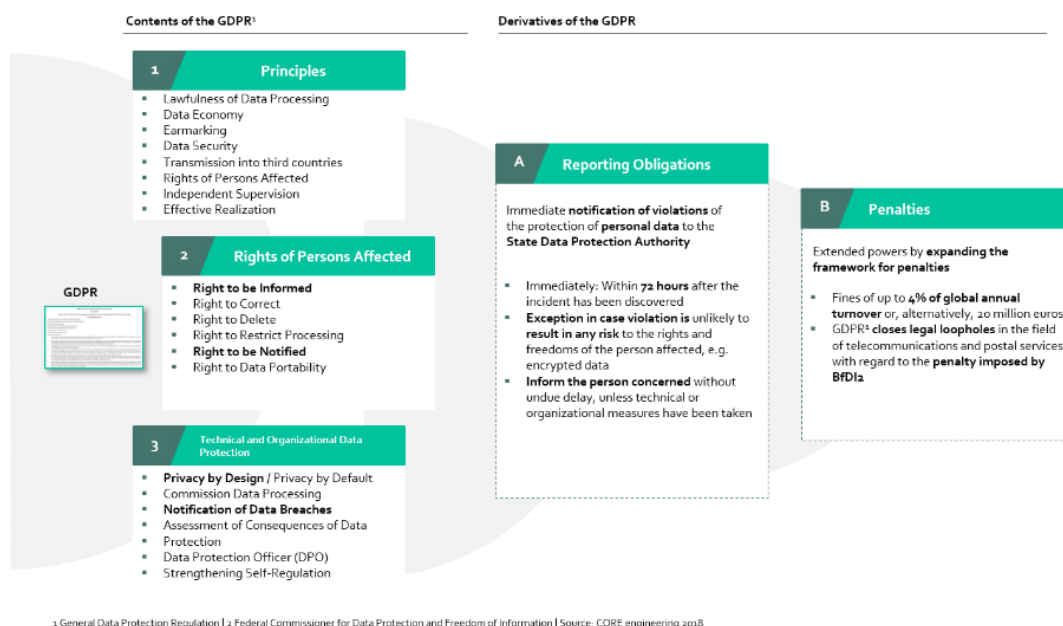 Contents of the GDPR¹
Derivatives of the GDPR
1
Principles
▪ Lawfulness of Data Processing
▪ Data Economy
▪ Earmarking
▪ Data Security
▪ Transmission into third countries
▪ Rights of Persons Affected
▪ Independent Supervision
▪ Effective Realization
GDPR
2
Rights of Persons Affected
▪ Right to be Informed
▪ Right to Correct
▪ Right to Delete
▪ Right to Restrict Processing
▪ Right to be Notified
▪ Right to Data Portability
3
Technical and Organizational Data
Protection
▪ Privacy by Design / Privacy by Default
▪ Commission Data Processing
▪ Notification of Data Breaches
▪ Assessment of Consequences of Data
▪ Protection
▪ Data Protection Officer (DPO)
▪ Strengthening Self-Regulation
A
Reporting Obligations
Immediate notification of violations of
the protection of personal data to the
State Data Protection Authority
▪ Immediately: Within 72 hours after the
incident has been discovered
▪ Exception in case violation is unlikely to
result in any risk to the rights and
freedoms of the person affected, e.g.
encrypted data
▪ Inform the person concerned without
undue delay, unless technical or
organizational measures have been taken
B
Penalties
Extended powers by expanding the
framework for penalties
▪ Fines of up to 4% of global annual
turnover or, alternatively, 20 million euros
▪ GDPR¹ closes legal loopholes in the field
of telecommunications and postal services
with regard to the penalty imposed by
BfDI2
1 General Data Protection Regulation | 2 Federal Commissioner for Data Protection and Freedom of Information | Source: CORE engineering 2018